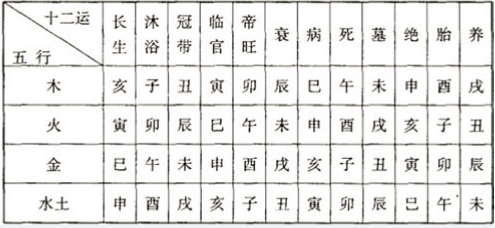 十二运 长生 沐浴 冠带 临官 帝旺 衰 病 死 墓 绝 胎 养
五行
木 亥 子 丑 寅 卯 辰 巳 午 未 申 酉 戌
火 寅 卯 辰 巳 午 未 申 酉 戌 亥 子 丑
金 巳 午 未 申 酉 戌 亥 子 丑 寅 卯 辰
水土 申 酉 戌 亥 子 丑 寅 卯 辰 巳 午 未